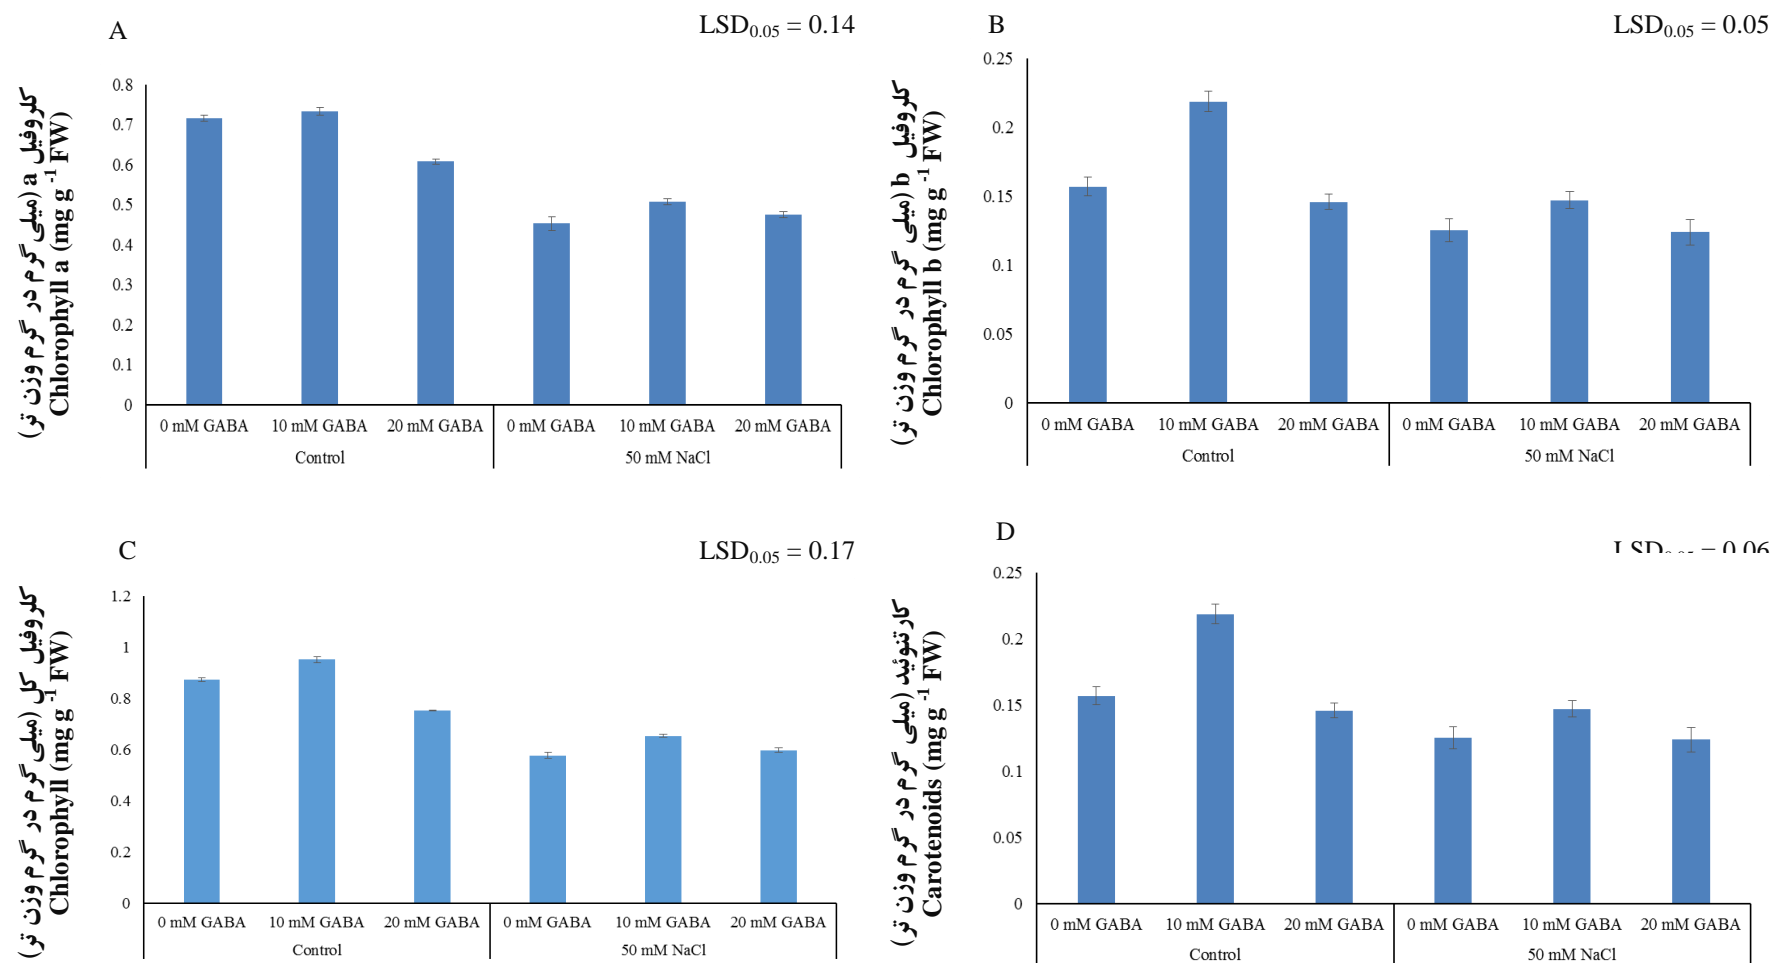 A
LSD0.05 = 0.14
کلروفیل a (میلی گرم در گرم وزن تر)
Chlorophyll a (mg g -1 FW)
0.8
0.7
0.6
0.5
0.4
0.3
0.2
0.1
0
0 mM GABA 10 mM GABA 20 mM GABA 0 mM GABA 10 mM GABA 20 mM GABA
Control 50 mM NaCl
B
LSD0.05 = 0.05
کلروفیل b (میلی گرم در گرم وزن تر)
Chlorophyll b (mg g -1 FW)
0.25
0.2
0.15
0.1
0.05
0
0 mM GABA 10 mM GABA 20 mM GABA 0 mM GABA 10 mM GABA 20 mM GABA
Control 50 mM NaCl
C
LSD0.05 = 0.17
کلروفیل کل (میلی گرم در گرم وزن تر)
Chlorophyll (mg g -1 FW)
1.2
1
0.8
0.6
0.4
0.2
0
0 mM GABA 10 mM GABA 20 mM GABA 0 mM GABA 10 mM GABA 20 mM GABA
Control 50 mM NaCl
D
LSD0.05 = 0.06
کارتنوئید (میلی گرم در گرم وزن تر)
Carotenoids (mg g -1 FW)
0.25
0.2
0.15
0.1
0.05
0
0 mM GABA 10 mM GABA 20 mM GABA 0 mM GABA 10 mM GABA 20 mM GABA
Control 50 mM NaCl